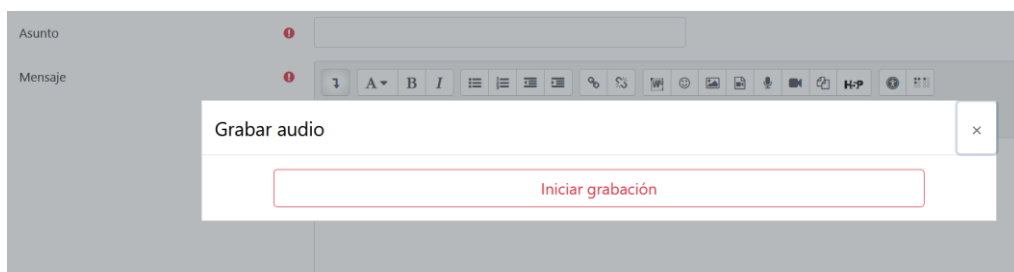 Asunto
Mensaje
A B I H-P
Grabar audio
×
Iniciar grabación